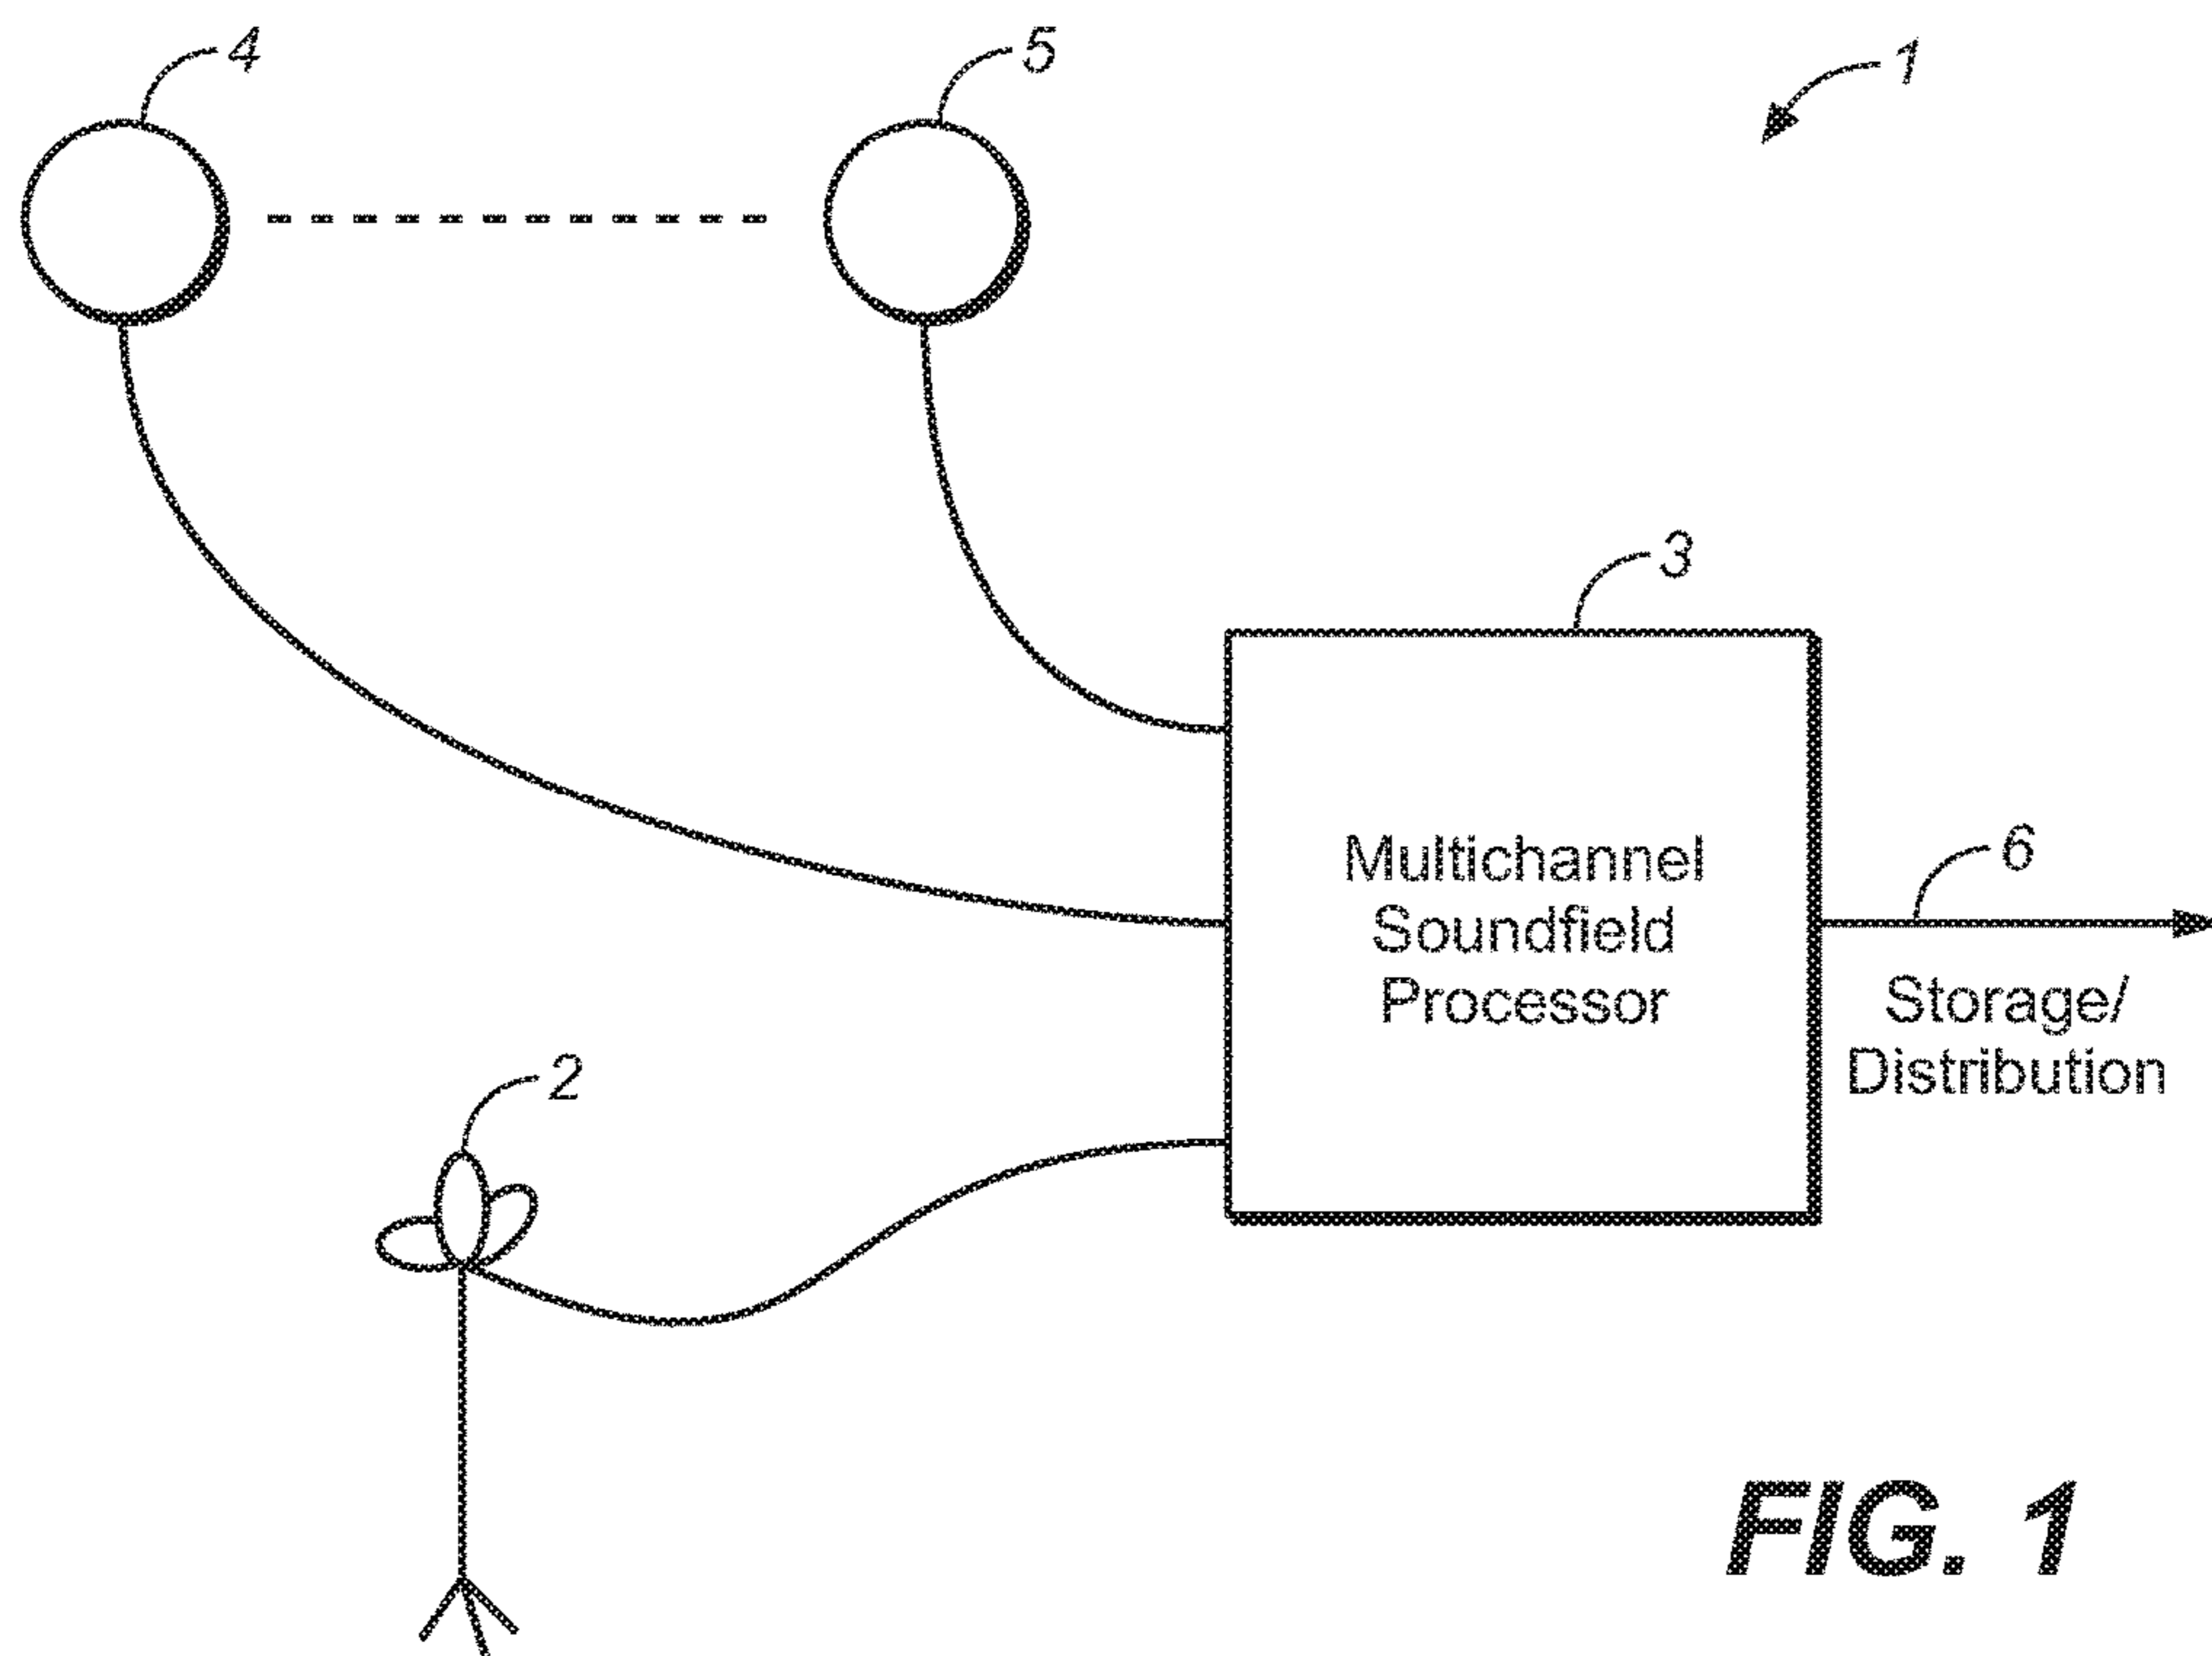 4
5
1
3
Multichannel
Soundfield
Processor
6
Storage/
Distribution
2
FIG. 1